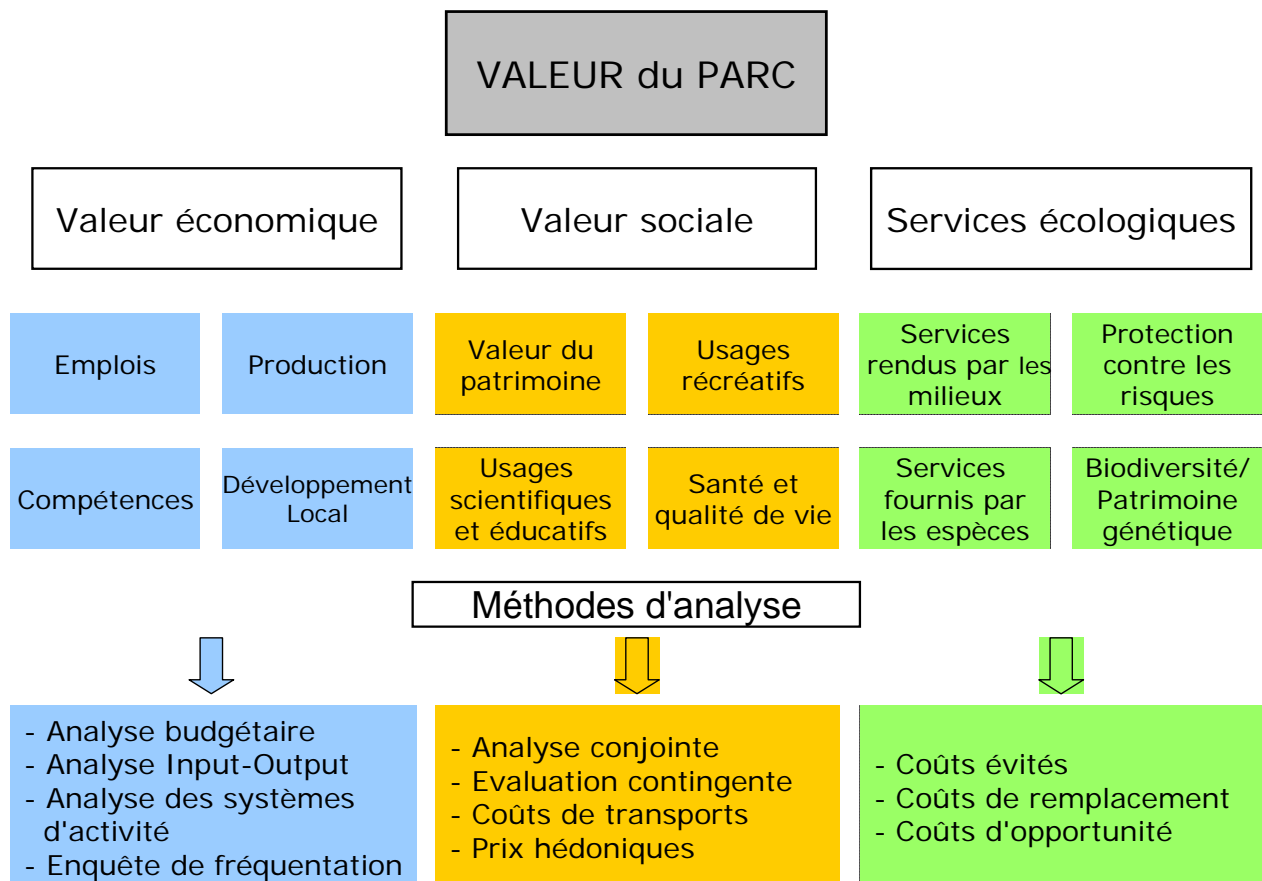 VALEUR du PARC
Valeur économique
Valeur sociale
Services écologiques
Emplois
Production
Valeur du
patrimoine
Usages
récréatifs
Services
rendus par les
milieux
Protection
contre les
risques
Compétences
Développement
Local
Usages
scientifiques
et éducatifs
Santé et
qualité de vie
Services
fournis par
les espèces
Biodiversité/
Patrimoine
génétique
Méthodes d'analyse
- Analyse budgétaire
- Analyse Input-Output
- Analyse des systèmes
d'activité
- Enquête de fréquentation
- Analyse conjointe
- Evaluation contingente
- Coûts de transports
- Prix hédoniques
- Coûts évités
- Coûts de remplacement
- Coûts d'opportunité